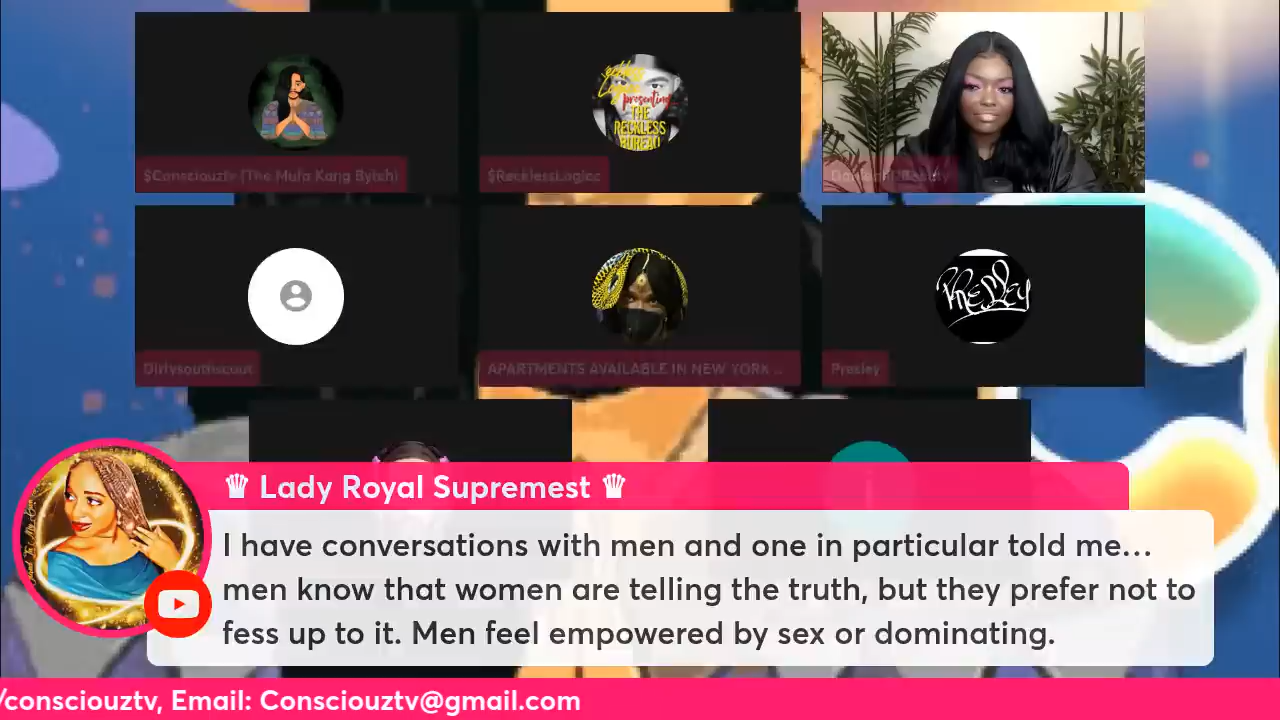 Reckless
presenting
THE
RECKLESS
BUREAU
$Consciouztv (The Mula Kang Bytch)
$RecklessLogicc
PRESLEY
Dirtysouthscout
APARTMENTS AVAILABLE IN NEW YORK ...
Presley
♛ Lady Royal Supremest ♛
I have conversations with men and one in particular told me...
men know that women are telling the truth, but they prefer not to
fess up to it. Men feel empowered by sex or dominating.
/consciouztv, Email: Consciouztv@gmail.com